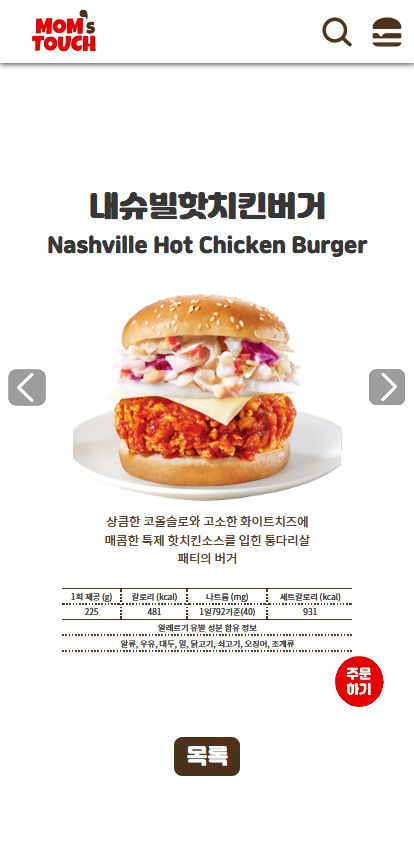 MOM's
TOUCH
내슈빌핫치킨버거
Nashville Hot Chicken Burger
상큼한 코울슬로와 고소한 화이트치즈에
매콤한 특제 핫치킨소스를 입힌 통다리살
패티의 버거
1회 제공 (g) 칼로리 (kcal) 나트륨 (mg) 세트칼로리 (kcal)
225 481 1일792기준(40) 931
알레르기 유발 성분 함유 정보
알류, 우유, 대두, 밀, 닭고기, 쇠고기, 오징어, 조개류
주문
하기
목록